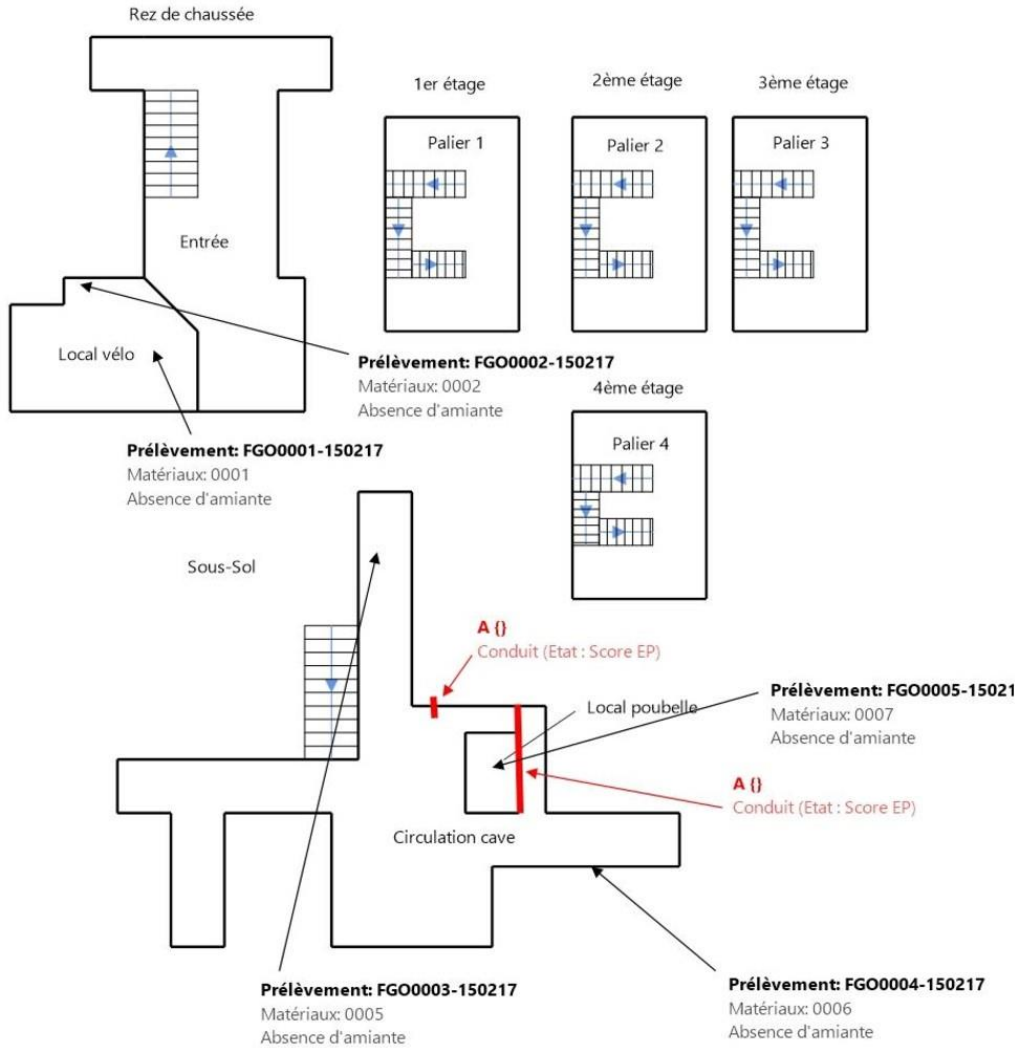 Rez de chaussée
1er étage
2ème étage
3ème étage
Palier 1
Palier 2
Palier 3
Entrée
Local vélo
Prélèvement: FGO0002-150217
Matériaux: 0002
Absence d'amiante
4ème étage
Palier 4
Prélèvement: FGO0001-150217
Matériaux: 0001
Absence d'amiante
Sous-Sol
A ()
Conduit (Etat : Score EP)
Local poubelle
Prélèvement: FGO0005-15021
Matériaux: 0007
Absence d'amiante
A ()
Conduit (Etat : Score EP)
Circulation cave
Prélèvement: FGO0003-150217
Matériaux: 0005
Absence d'amiante
Prélèvement: FGO0004-150217
Matériaux: 0006
Absence d'amiante